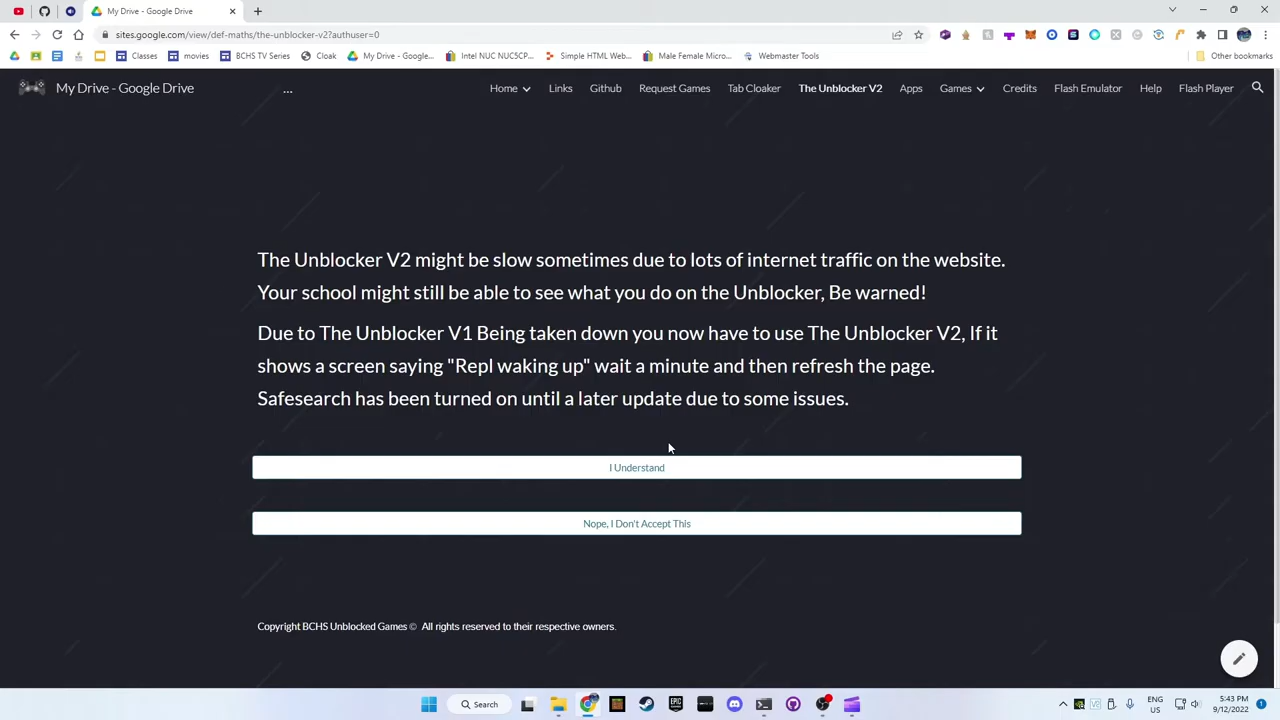 My Drive - Google Drive
sites.google.com/view/def-maths/the-unblocker-v2?authuser=0
Classes movies BCHS TV Series Cloak My Drive - Google... Intel NUC NUC5CP... Simple HTML Web... Male Female Micro... Webmaster Tools Other bookmarks
My Drive - Google Drive ... Home Links Github Request Games Tab Cloaker The Unblocker V2 Apps Games Credits Flash Emulator Help Flash Player
The Unblocker V2 might be slow sometimes due to lots of internet traffic on the website.
Your school might still be able to see what you do on the Unblocker, Be warned!
Due to The Unblocker V1 Being taken down you now have to use The Unblocker V2, If it
shows a screen saying "Repl waking up" wait a minute and then refresh the page.
Safesearch has been turned on until a later update due to some issues.
I Understand
Nope, I Don't Accept This
Copyright BCHS Unblocked Games © All rights reserved to their respective owners.
Search
ENG
US
5:43 PM
9/12/2022